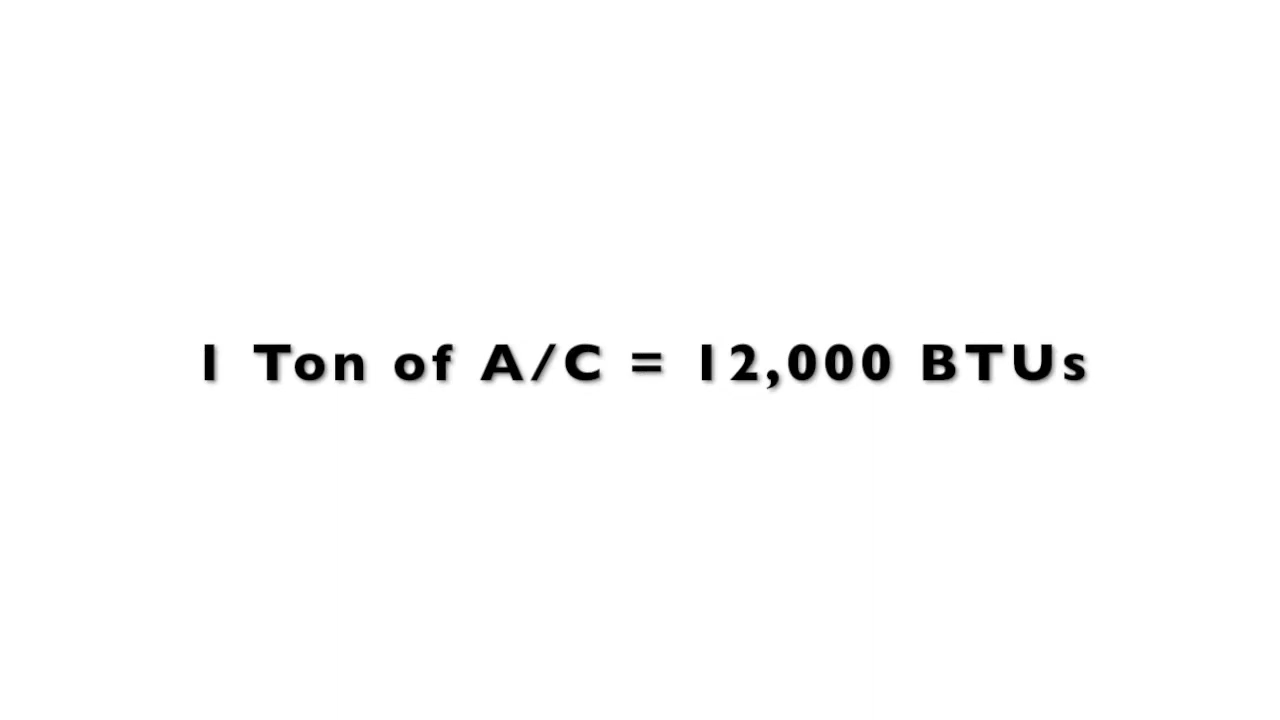 1 Ton of A/C = 12,000 BTUs